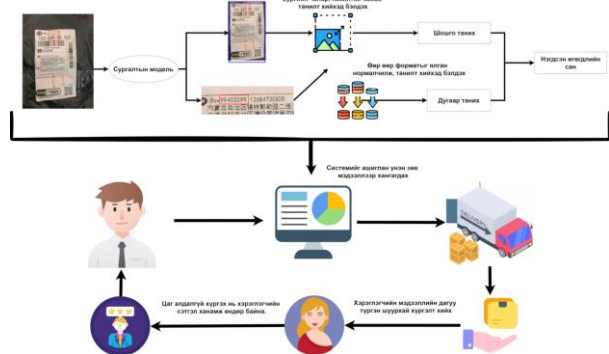 танилт хийхэд бэлдэх
Сургалтын модель
Шошго таних
Нэгдсэн өгөгдлийн
сан
Өөр өөр форматыг ялган
нормалчилж, танилт хийхэд бэлдэх
Дугаар таних
Системийг ашиглан үнэн зөв
мэдээллээр хангагдах
DELIVERY
Цаг алдалгүй хүргэх нь хэрэглэгчийн
сэтгэл ханамж өндөр байна.
Хэрэглэгчийн мэдээллийн дагуу
түргэн шуурхай хүргэлт хийх